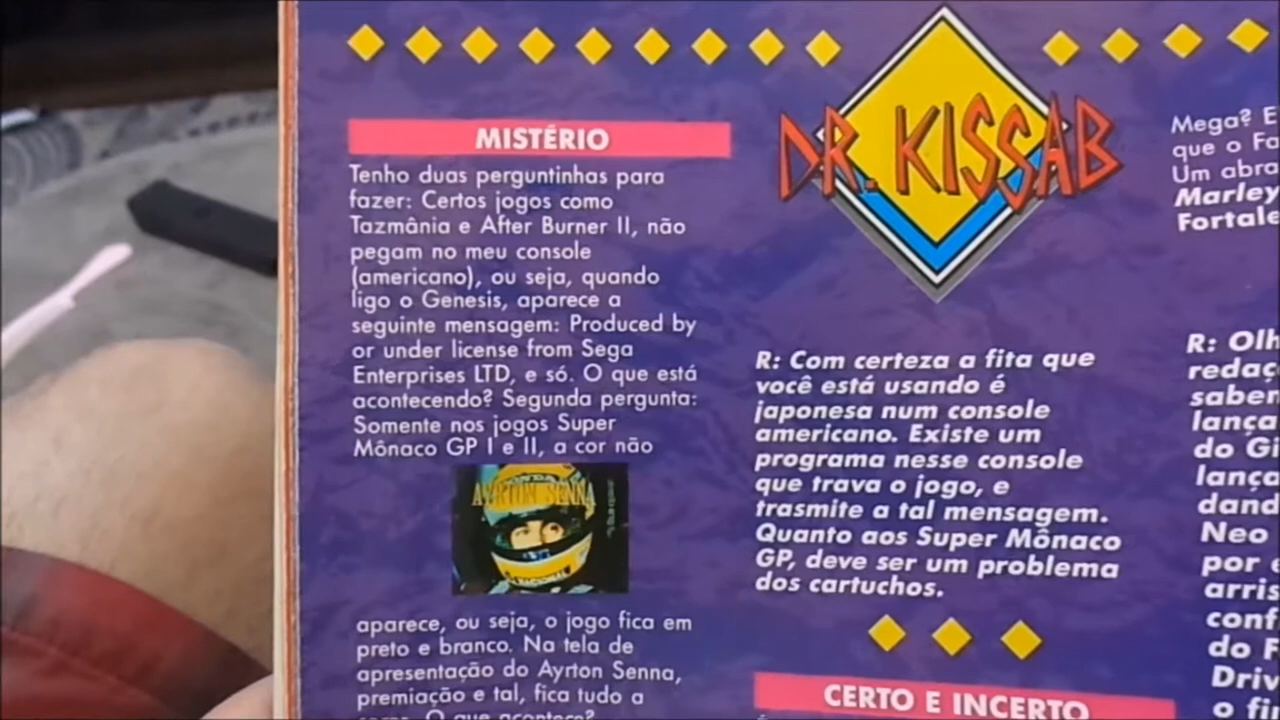 MISTÉRIO
Tenho duas perguntinhas para
fazer: Certos jogos como
Tazmânia e After Burner II, não
pegam no meu console
(americano), ou seja, quando
ligo o Genesis, aparece a
seguinte mensagem: Produced by
or under license from Sega
Enterprises LTD, e só. O que está
acontecendo? Segunda pergunta:
Somente nos jogos Super
Mônaco GP I e II, a cor não
AYRTON SENNA
NACIONAL
aparece, ou seja, o jogo fica em
preto e branco. Na tela de
apresentação do Ayrton Senna,
premiação e tal, fica tudo a
O que acontece?
DR. KISSAB
R: Com certeza a fita que
você está usando é
japonesa num console
americano. Existe um
programa nesse console
que trava o jogo, e
trasmite a tal mensagem.
Quanto aos Super Mônaco
GP, deve ser um problema
dos cartuchos.
CERTO E INCERTO
Mega? E
que o Fa
Um abra
Marley
Fortale
R: Olh
redaç
saben
lança
do Gi
lança
dand
Neo
por
arris
conf
do F
Driv
o fi